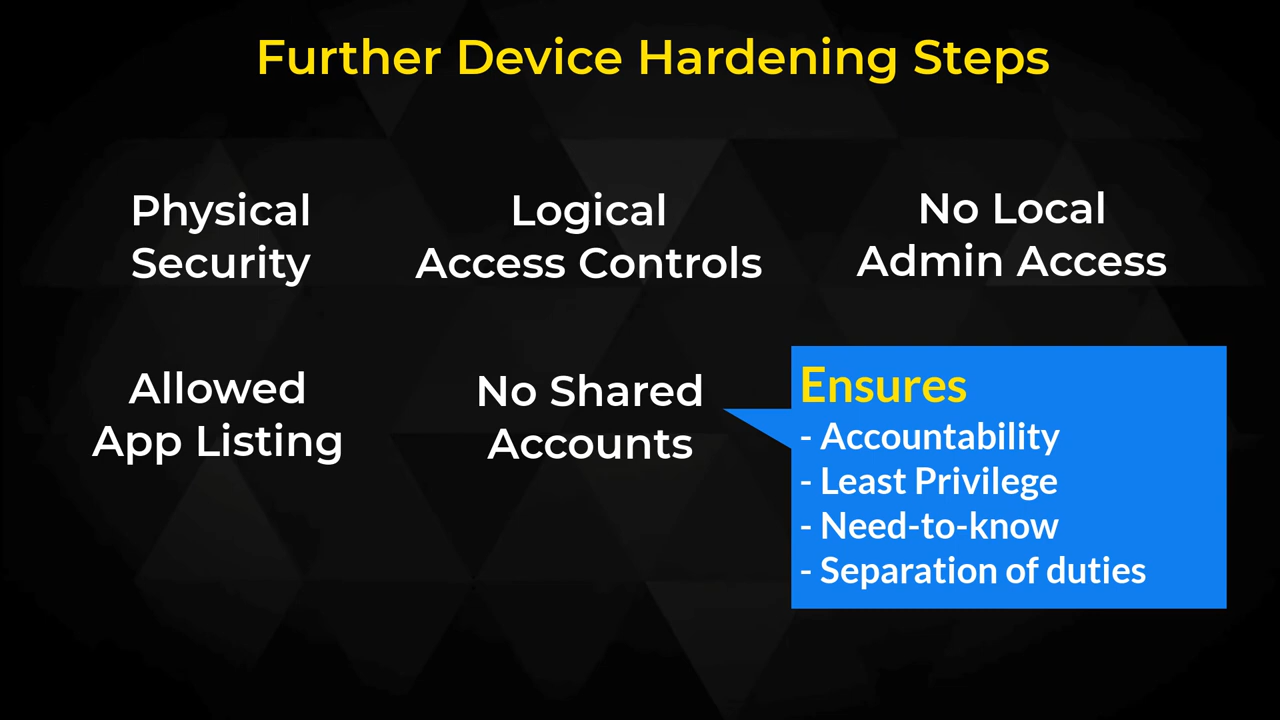 Further Device Hardening Steps
Physical
Security
Logical
Access Controls
No Local
Admin Access
Allowed
App Listing
No Shared
Accounts
Ensures
- Accountability
- Least Privilege
- Need-to-know
- Separation of duties